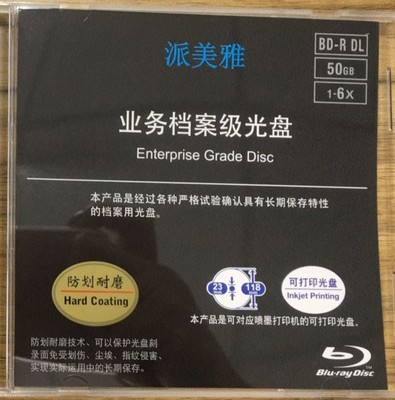 派美雅
BD-R DL
50GB
1-6X
业务档案级光盘
Enterprise Grade Disc
本产品是经过各种严格试验确认具有长期保存特性
的档案用光盘。
防划耐磨
Hard Coating
23
118
可打印光盘
Inkjet Printing
本产品是可对应喷墨打印机的可打印光盘。
防划耐磨技术、可以保护光盘刻
录面免受划伤、尘埃、指纹侵害、
实现实际运用中的长期保存。
Blu-ray Disc